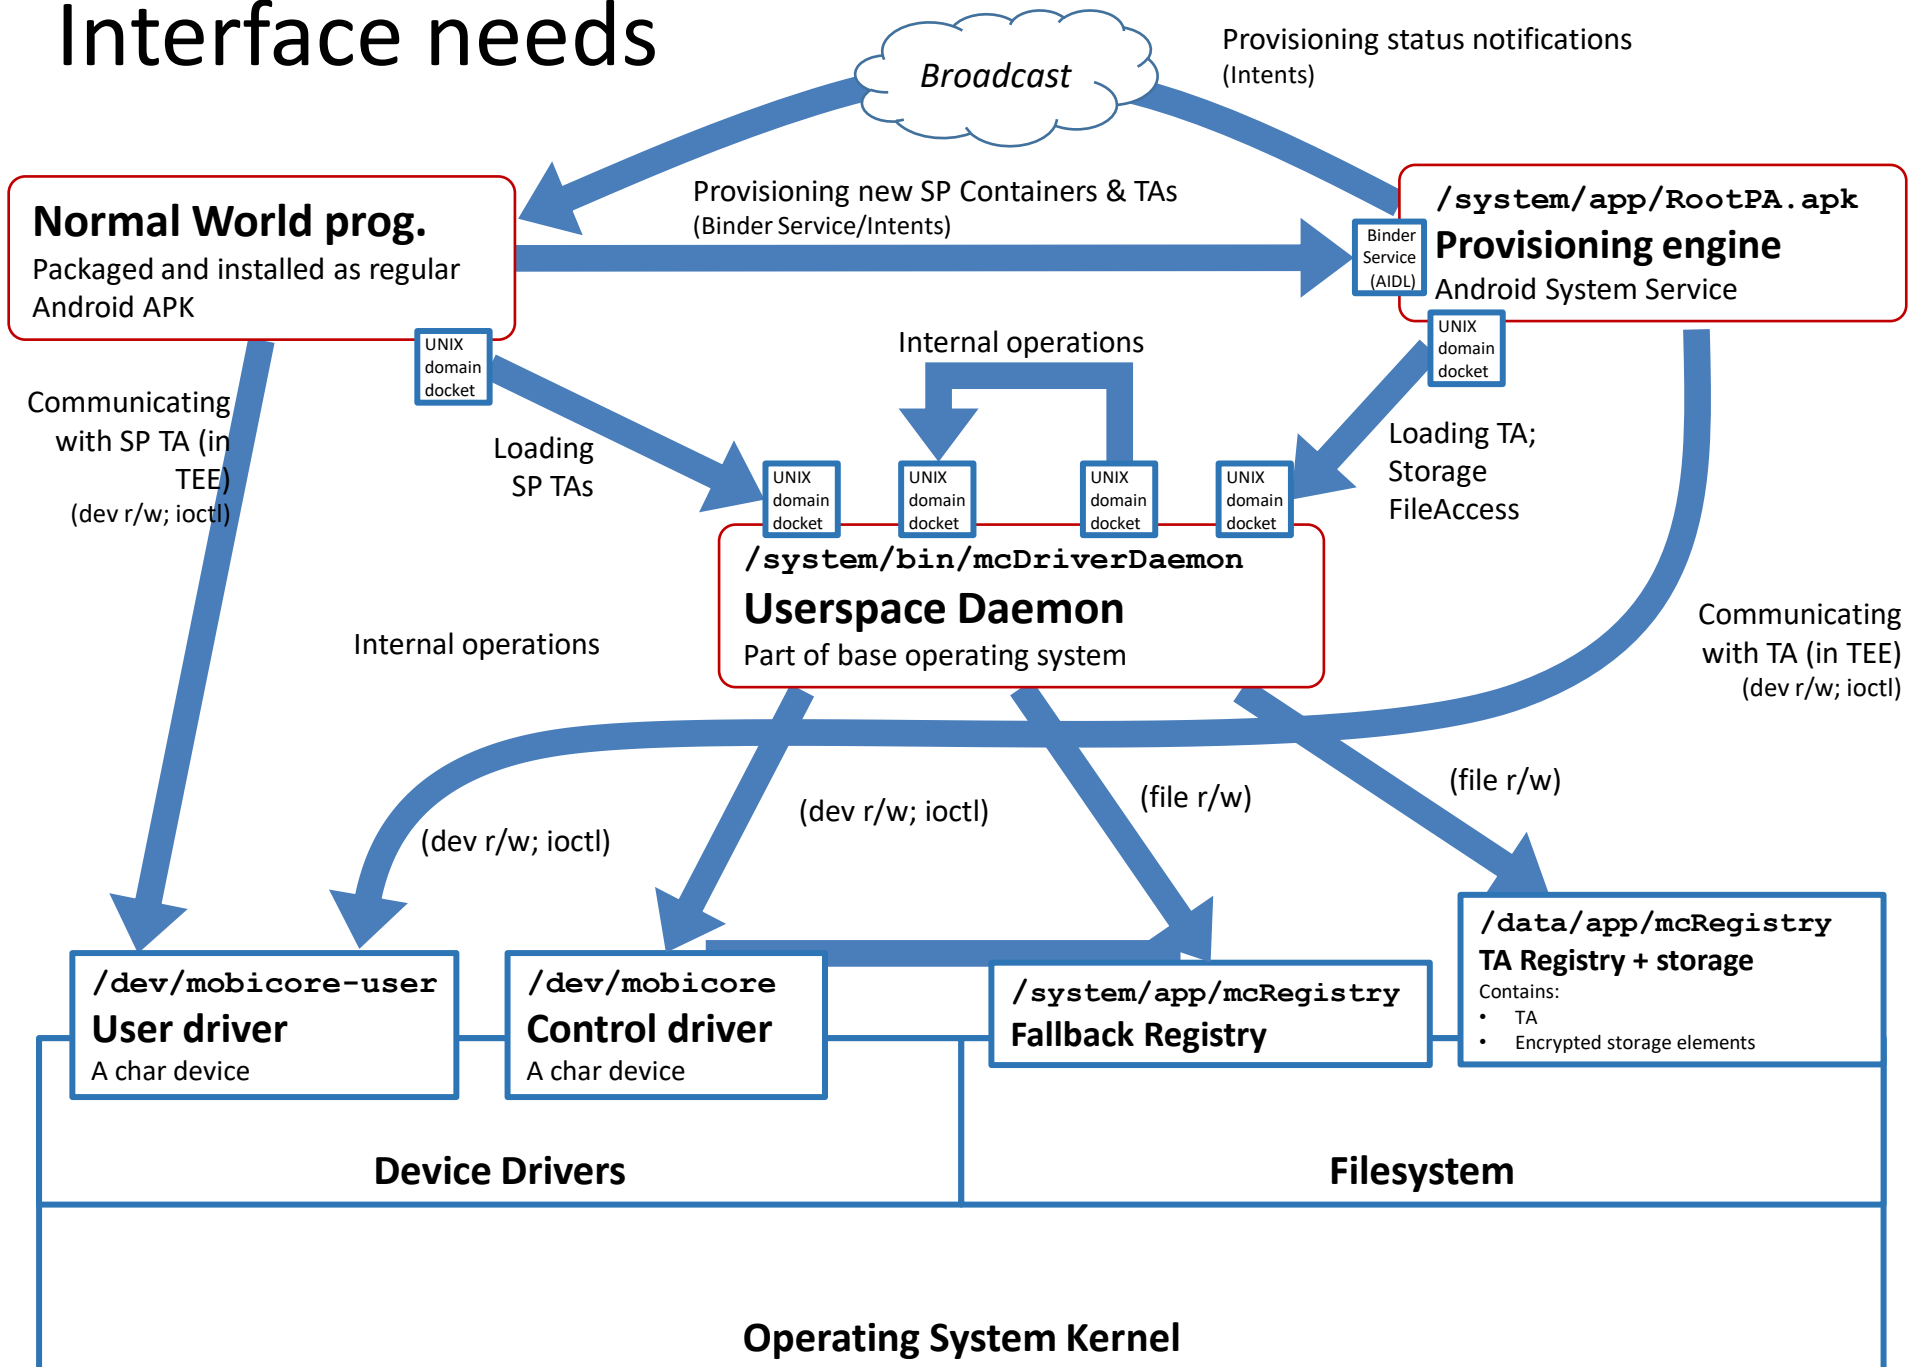 Interface needs
Broadcast
Provisioning status notifications
(Intents)
Normal World prog.
Packaged and installed as regular
Android APK
Provisioning new SP Containers & TAs
(Binder Service/Intents)
Binder
Service
(AIDL)
/system/app/RootPA.apk
Provisioning engine
Android System Service
UNIX
domain
docket
UNIX
domain
docket
Internal operations
Communicating
with SP TA (in
TEE)
(dev r/w; ioctl)
Loading
SP TAs
Loading TA;
Storage
FileAccess
UNIX
domain
docket
UNIX
domain
docket
UNIX
domain
docket
UNIX
domain
docket
/system/bin/mcDriverDaemon
Userspace Daemon
Part of base operating system
Internal operations
Communicating
with TA (in TEE)
(dev r/w; ioctl)
(dev r/w; ioctl)
(dev r/w; ioctl)
(file r/w)
(file r/w)
/dev/mobicore-user
User driver
A char device
/dev/mobicore
Control driver
A char device
/system/app/mcRegistry
Fallback Registry
/data/app/mcRegistry
TA Registry + storage
Contains:
• TA
• Encrypted storage elements
Device Drivers
Filesystem
Operating System Kernel